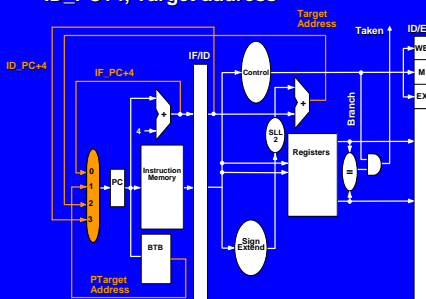 ID_PC+4, Target address
Target
Address
Taken
ID/E
ID_PC+4
IF_PC+4
IF/ID
WB
Control
M
EX
Branch
+
+
4
SLL
2
Registers
0
1
2
3
PC
Instruction
Memory
=
Sign
Extend
BTB
PTarget
Address